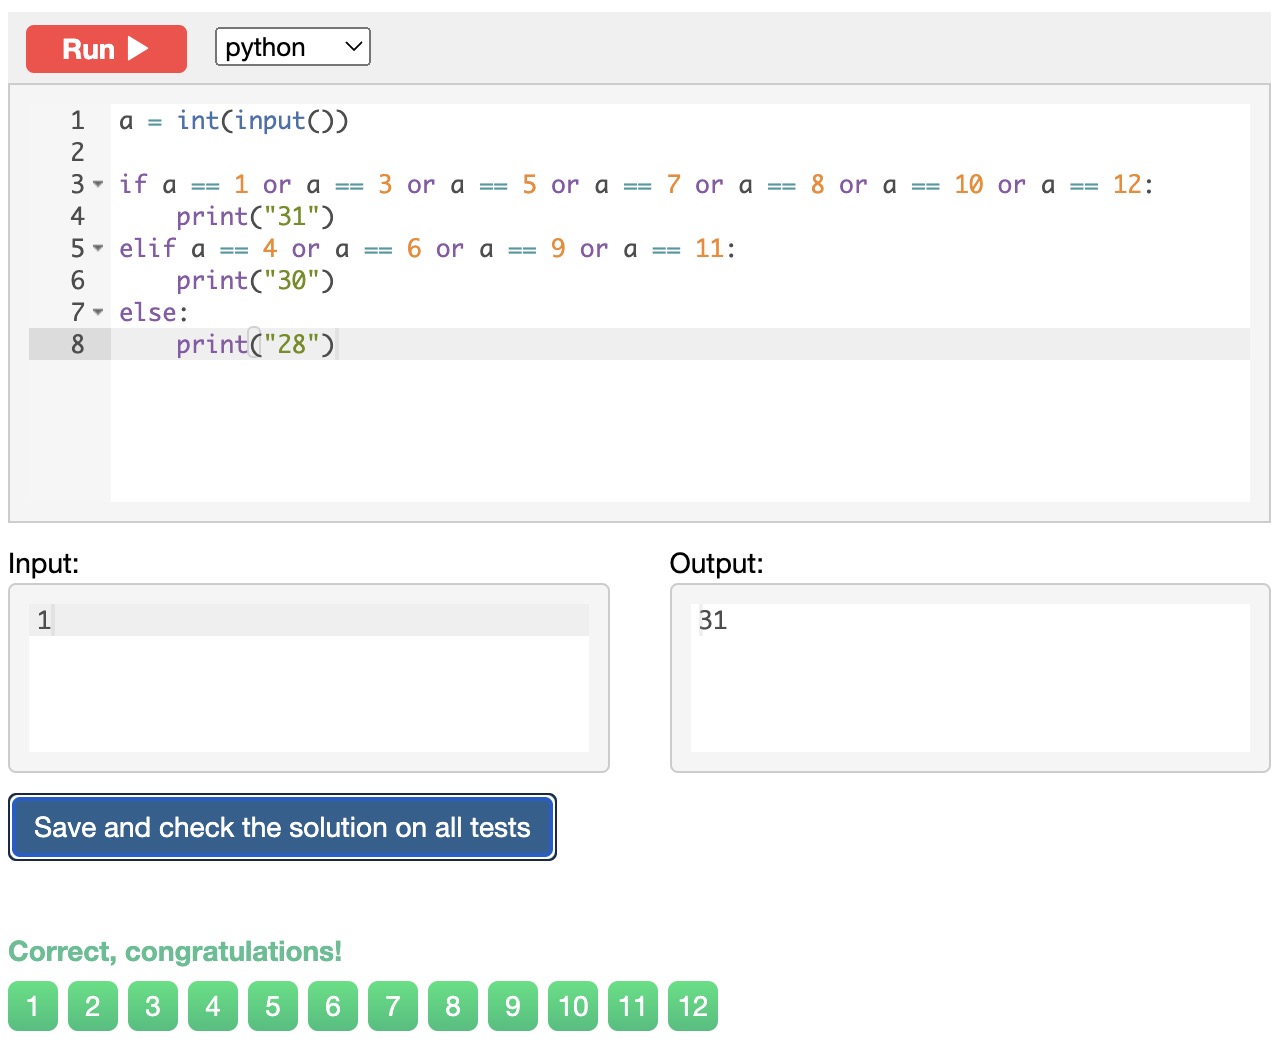 Run python
1 a = int(input())
2
3 if a == 1 or a == 3 or a == 5 or a == 7 or a == 8 or a == 10 or a == 12:
4     print("31")
5 elif a == 4 or a == 6 or a == 9 or a == 11:
6     print("30")
7 else:
8     print("28")
Input: Output:
1 31
Save and check the solution on all tests
Correct, congratulations!
1 2 3 4 5 6 7 8 9 10 11 12